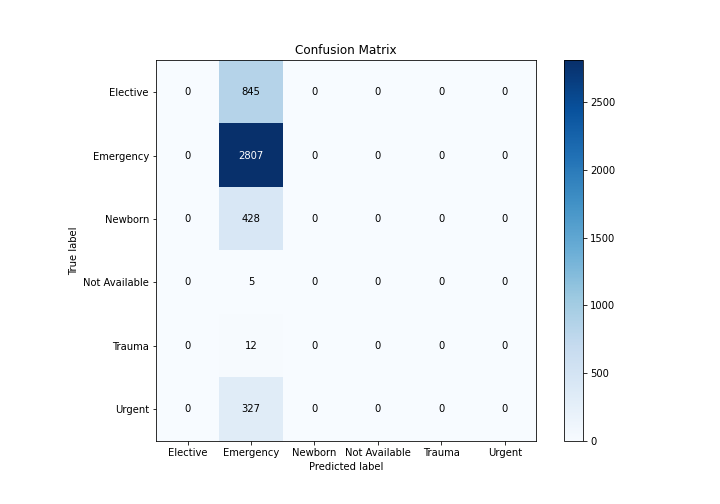 Confusion Matrix
True label
Elective 0 845 0 0 0 0
Emergency 0 2807 0 0 0 0
Newborn 0 428 0 0 0 0
Not Available 0 5 0 0 0 0
Trauma 0 12 0 0 0 0
Urgent 0 327 0 0 0 0
Elective Emergency Newborn Not Available Trauma Urgent
Predicted label
2500
2000
1500
1000
500
0